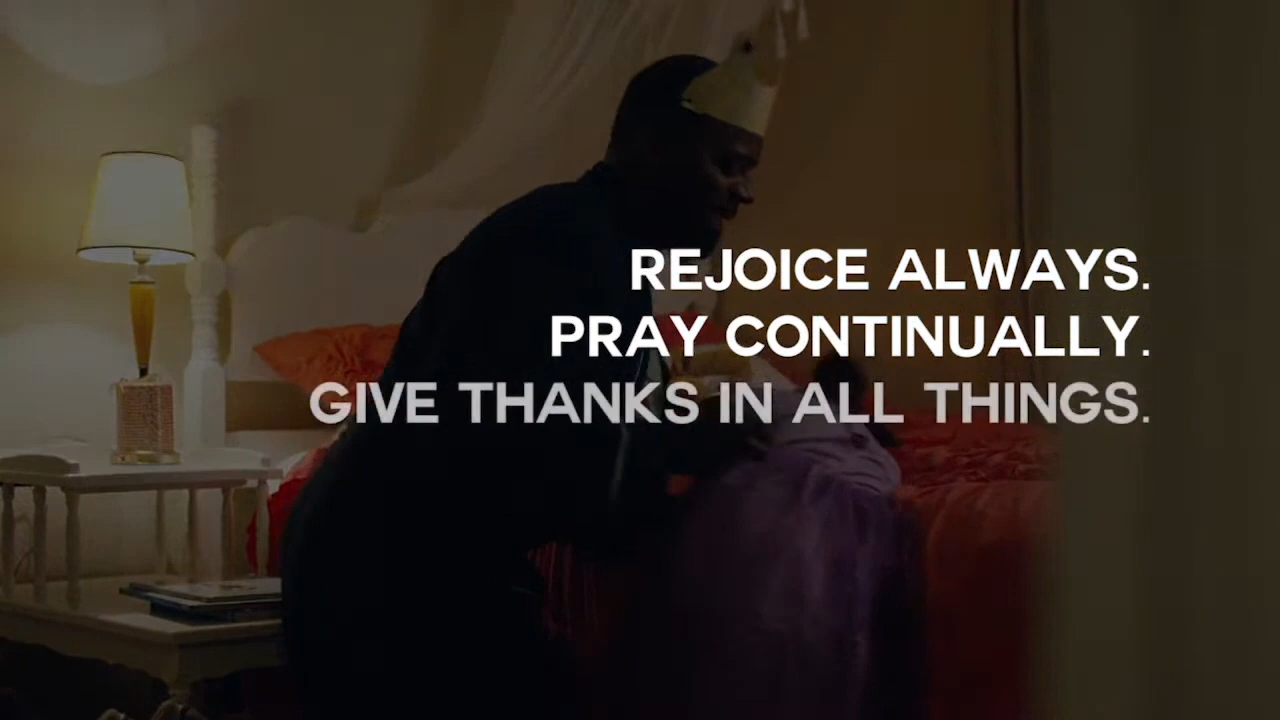 REJOICE ALWAYS.
PRAY CONTINUALLY.
GIVE THANKS IN ALL THINGS.